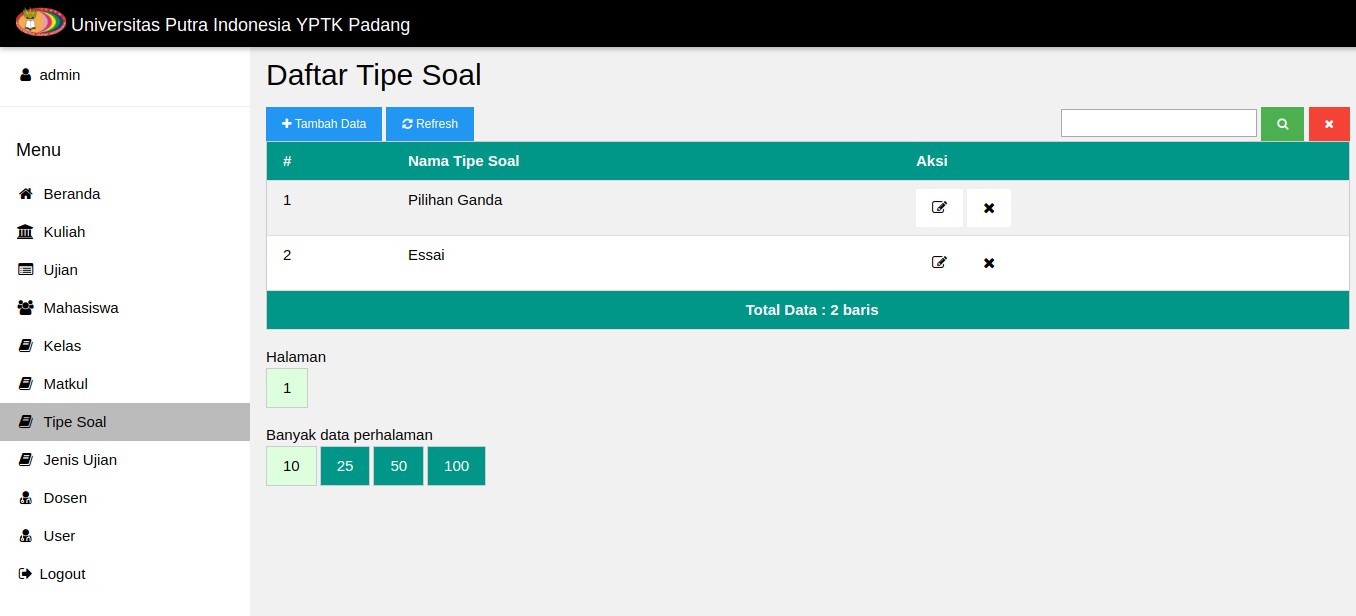 Universitas Putra Indonesia YPTK Padang
admin
Menu
Beranda
Kuliah
Ujian
Mahasiswa
Kelas
Matkul
Tipe Soal
Jenis Ujian
Dosen
User
Logout
Daftar Tipe Soal
Tambah Data Refresh
# Nama Tipe Soal Aksi
1 Pilihan Ganda
2 Essai
Total Data : 2 baris
Halaman
1
Banyak data perhalaman
10 25 50 100